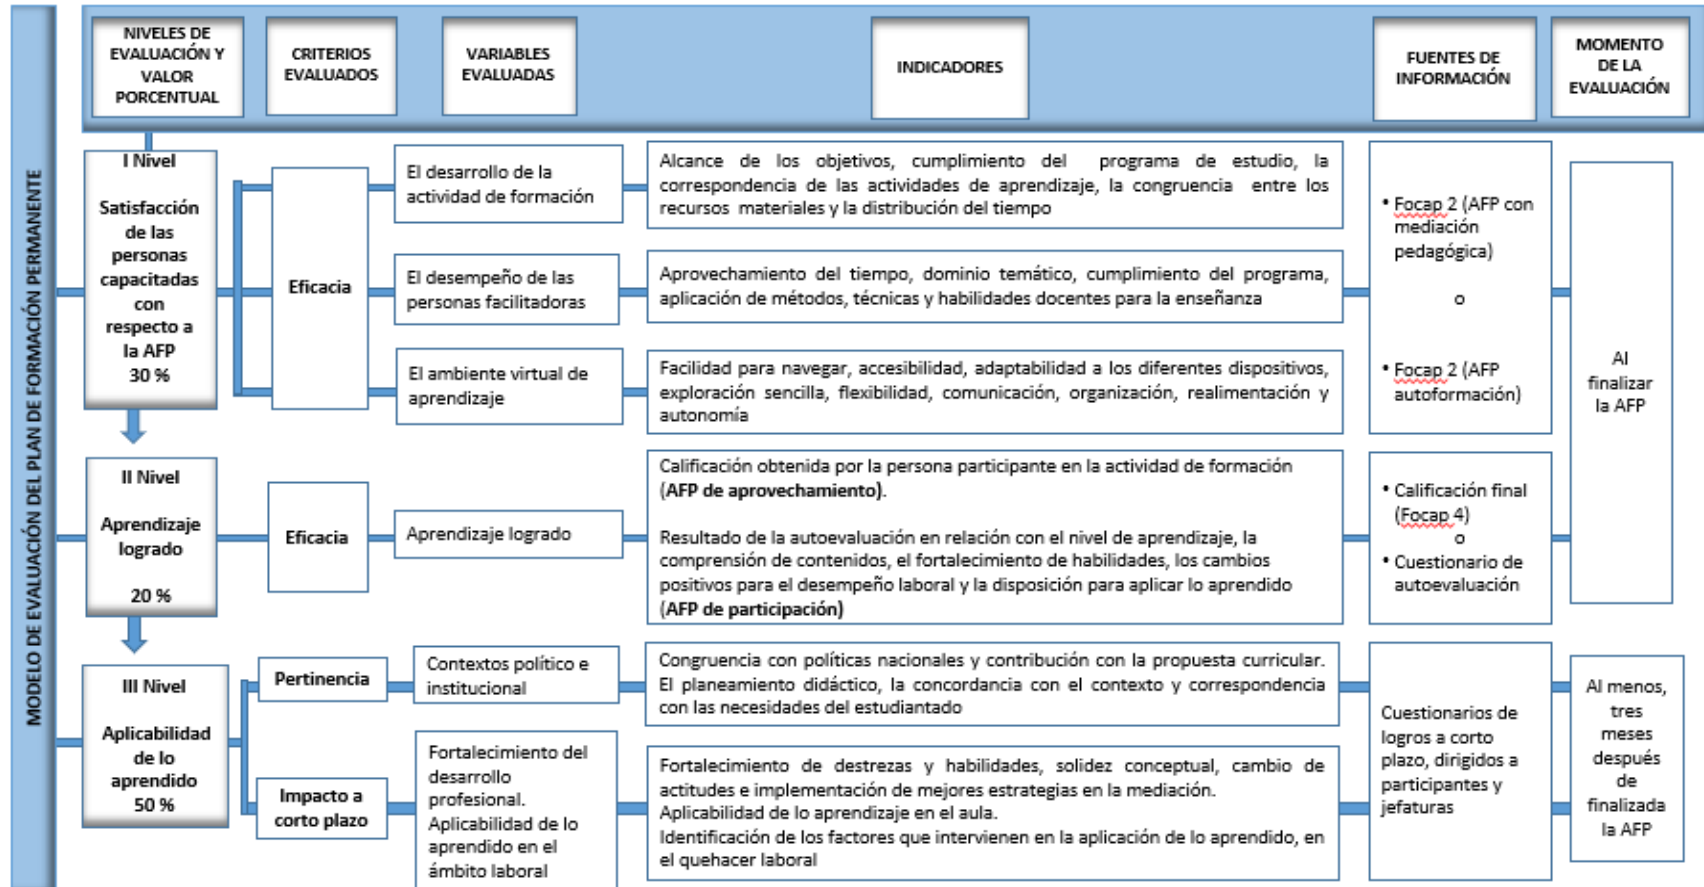 MODELO DE EVALUACIÓN DEL PLAN DE FORMACIÓN PERMANENTE
NIVELES DE
EVALUACIÓN Y
VALOR
PORCENTUAL
CRITERIOS
EVALUADOS
VARIABLES
EVALUADAS
INDICADORES
FUENTES DE
INFORMACIÓN
MOMENTO
DE LA
EVALUACIÓN
I Nivel
Satisfacción
de las
personas
capacitadas
con
respecto a
la AFP
30 %
Eficacia
El desarrollo de la
actividad de formación
Alcance de los objetivos, cumplimiento del programa de estudio, la
correspondencia de las actividades de aprendizaje, la congruencia entre los
recursos materiales y la distribución del tiempo
El desempeño de las
personas facilitadoras
Aprovechamiento del tiempo, dominio temático, cumplimiento del programa,
aplicación de métodos, técnicas y habilidades docentes para la enseñanza
El ambiente virtual de
aprendizaje
Facilidad para navegar, accesibilidad, adaptabilidad a los diferentes dispositivos,
exploración sencilla, flexibilidad, comunicación, organización, realimentación y
autonomía
• Focap 2 (AFP con
mediación
pedagógica)
o
• Focap 2 (AFP
autoformación)
Al
finalizar
la AFP
II Nivel
Aprendizaje
logrado
20 %
Eficacia
Aprendizaje logrado
Calificación obtenida por la persona participante en la actividad de formación
(AFP de aprovechamiento).
Resultado de la autoevaluación en relación con el nivel de aprendizaje, la
comprensión de contenidos, el fortalecimiento de habilidades, los cambios
positivos para el desempeño laboral y la disposición para aplicar lo aprendido
(AFP de participación)
• Calificación final
(Focap 4)
o
• Cuestionario de
autoevaluación
III Nivel
Aplicabilidad
de lo
aprendido
50 %
Pertinencia
Contextos político e
institucional
Congruencia con políticas nacionales y contribución con la propuesta curricular.
El planeamiento didáctico, la concordancia con el contexto y correspondencia
con las necesidades del estudiantado
Impacto a
corto plazo
Fortalecimiento del
desarrollo
profesional.
Aplicabilidad de lo
aprendido en el
ámbito laboral
Fortalecimiento de destrezas y habilidades, solidez conceptual, cambio de
actitudes e implementación de mejores estrategias en la mediación.
Aplicabilidad de lo aprendizaje en el aula.
Identificación de los factores que intervienen en la aplicación de lo aprendido, en
el quehacer laboral
Cuestionarios de
logros a corto
plazo, dirigidos a
participantes y
jefaturas
Al menos,
tres
meses
después
de
finalizada
la AFP